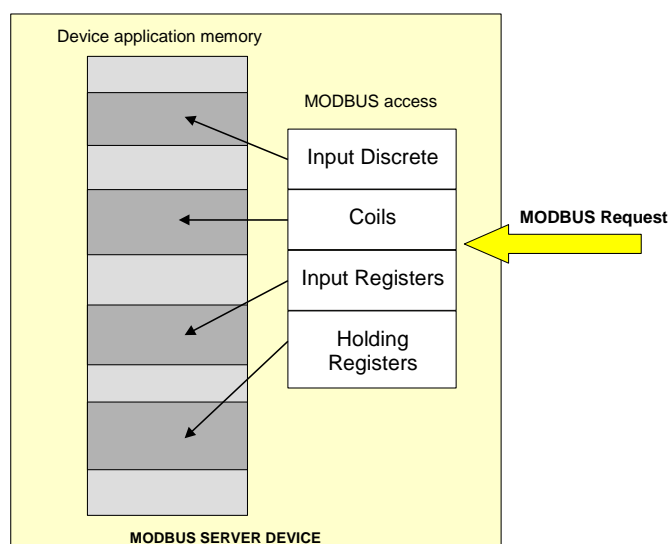 Device application memory
MODBUS access
Input Discrete
Coils
MODBUS Request
Input Registers
Holding
Registers
MODBUS SERVER DEVICE